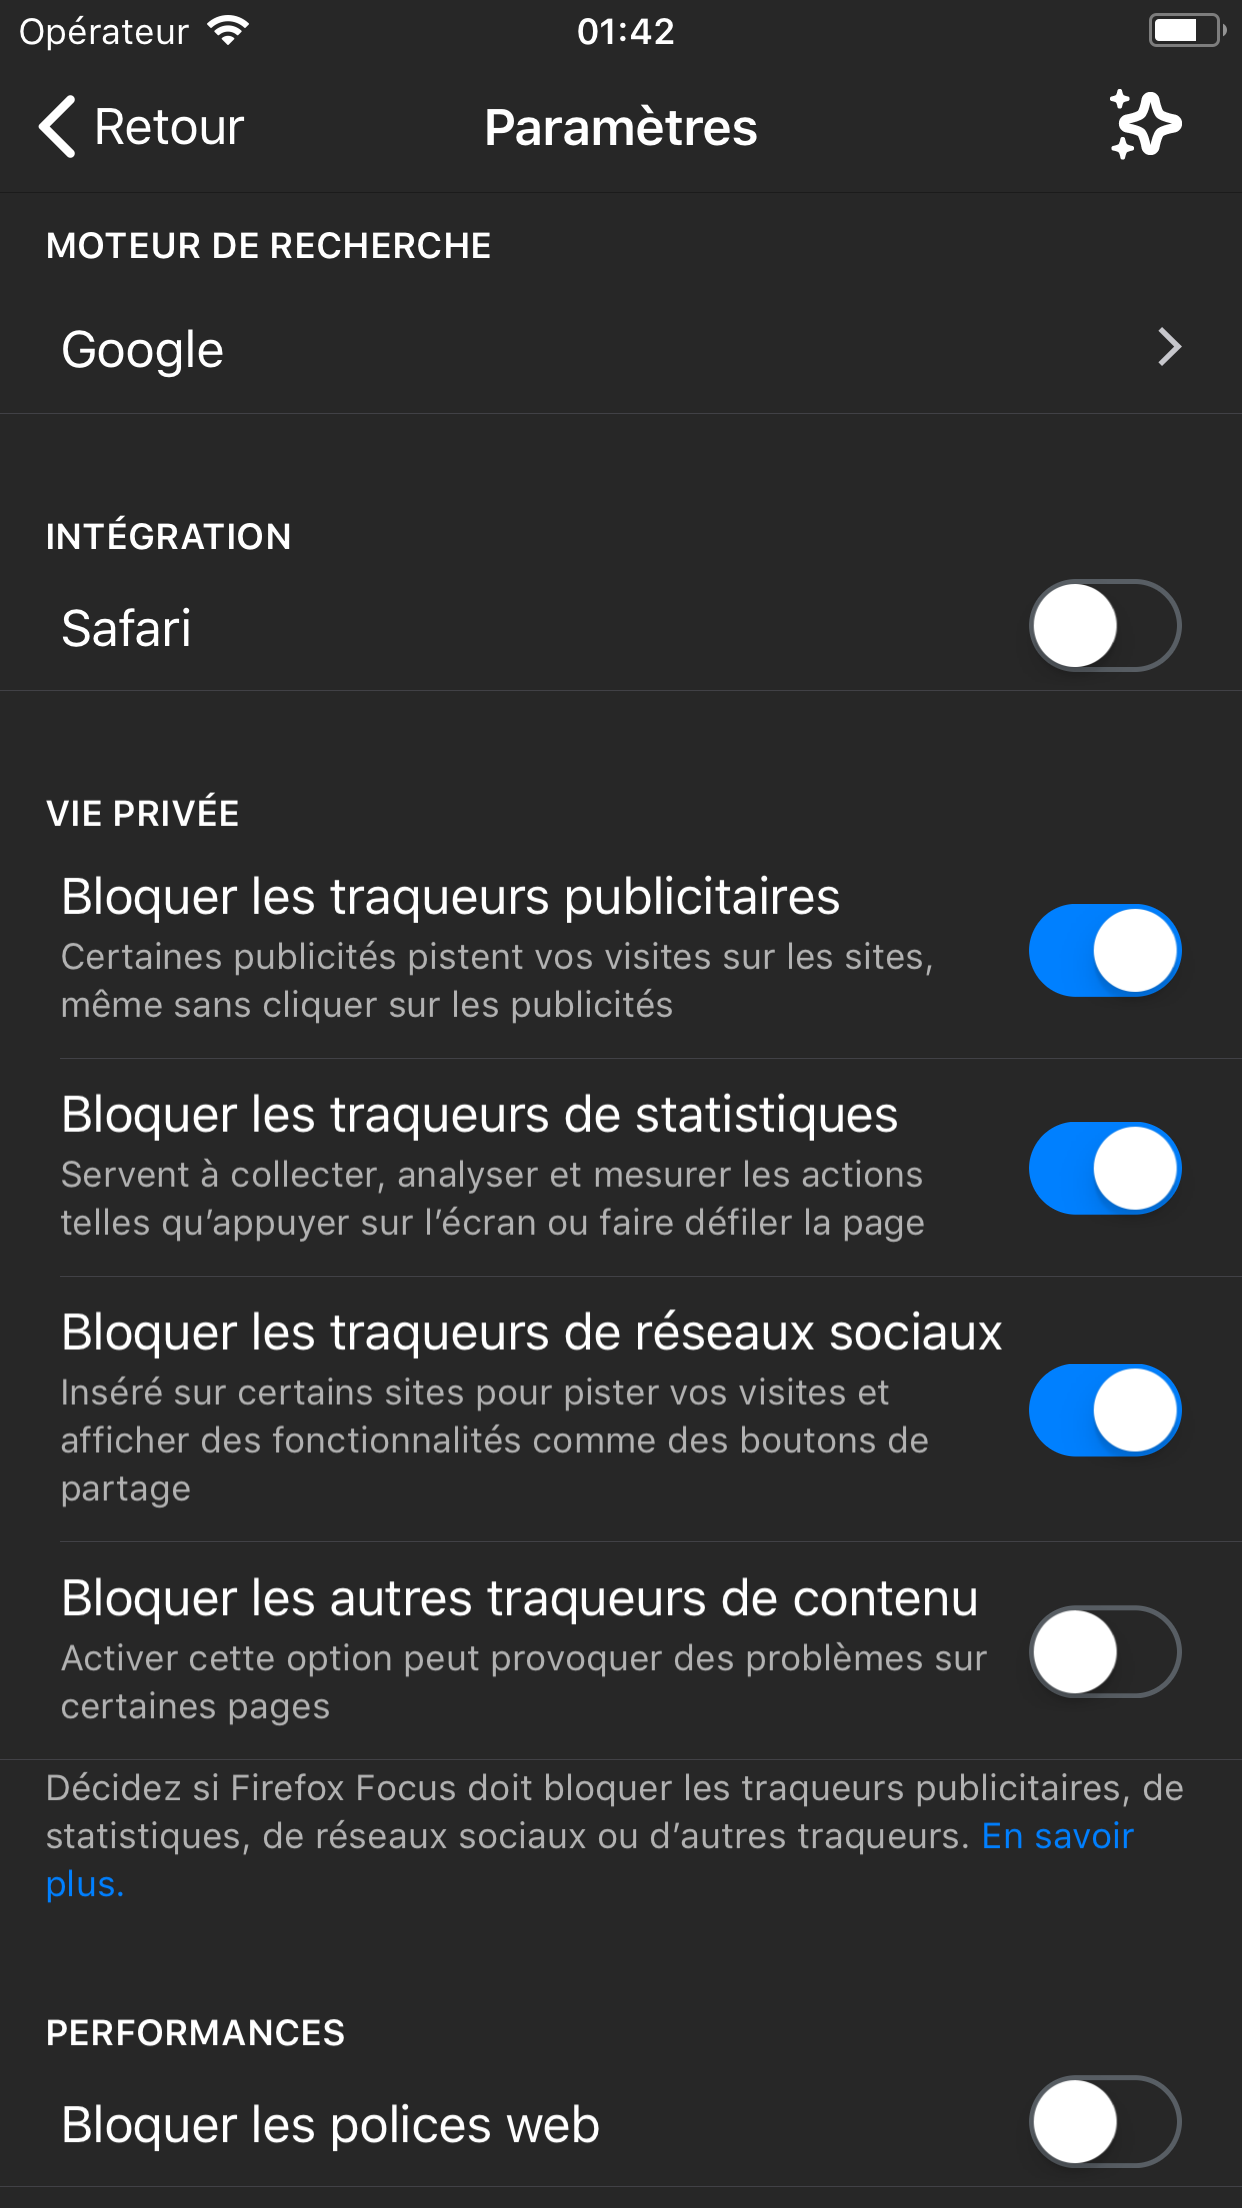 Opérateur 01:42
Retour Paramètres
MOTEUR DE RECHERCHE
Google
INTÉGRATION
Safari
VIE PRIVÉE
Bloquer les traqueurs publicitaires
Certaines publicités pistent vos visites sur les sites,
même sans cliquer sur les publicités
Bloquer les traqueurs de statistiques
Servent à collecter, analyser et mesurer les actions
telles qu’appuyer sur l’écran ou faire défiler la page
Bloquer les traqueurs de réseaux sociaux
Inséré sur certains sites pour pister vos visites et
afficher des fonctionnalités comme des boutons de
partage
Bloquer les autres traqueurs de contenu
Activer cette option peut provoquer des problèmes sur
certaines pages
Décidez si Firefox Focus doit bloquer les traqueurs publicitaires, de
statistiques, de réseaux sociaux ou d’autres traqueurs. En savoir
plus.
PERFORMANCES
Bloquer les polices web